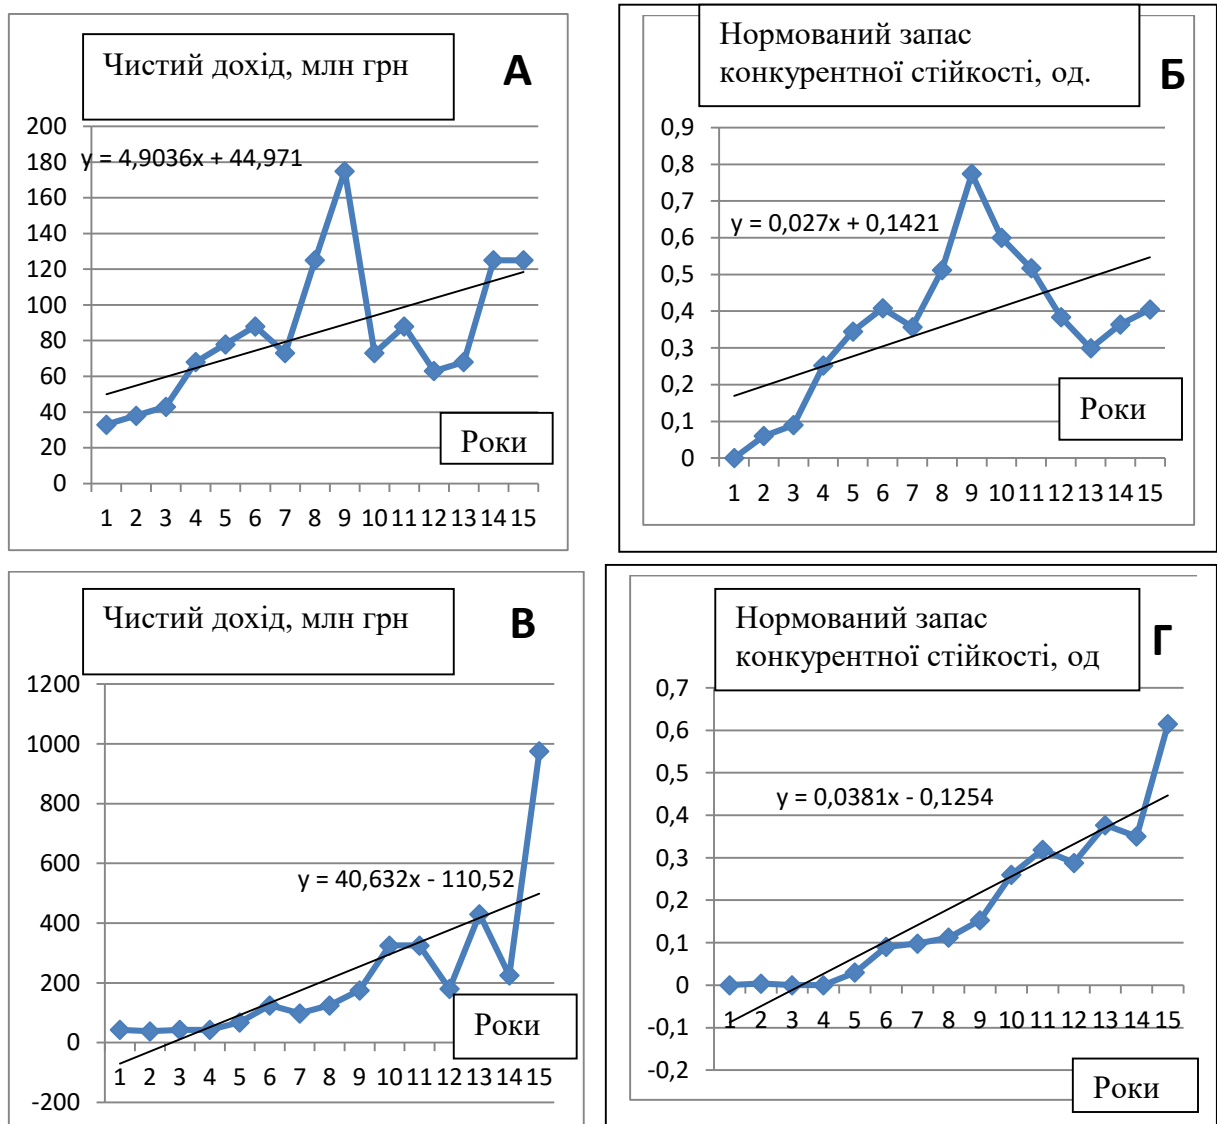 Чистий дохід, млн грн
А
200
y = 4,9036x + 44,971
180
160
140
120
100
80
60
40
20
0
Роки
1 2 3 4 5 6 7 8 9 10 11 12 13 14 15
Нормований запас
конкурентної стійкості, од.
Б
0,9
0,8
0,7
y = 0,027x + 0,1421
0,6
0,5
0,4
0,3
0,2
0,1
0
Роки
1 2 3 4 5 6 7 8 9 10 11 12 13 14 15
Чистий дохід, млн грн
В
1200
1000
800
600
y = 40,632x - 110,52
400
200
0
-200
Роки
1 2 3 4 5 6 7 8 9 10 11 12 13 14 15
Нормований запас
конкурентної стійкості, од
Г
0,7
0,6
0,5
y = 0,0381x - 0,1254
0,4
0,3
0,2
0,1
0
-0,1
-0,2
1 2 3 4 5 6 7 8 9 10 11 12 13 14 15
Роки